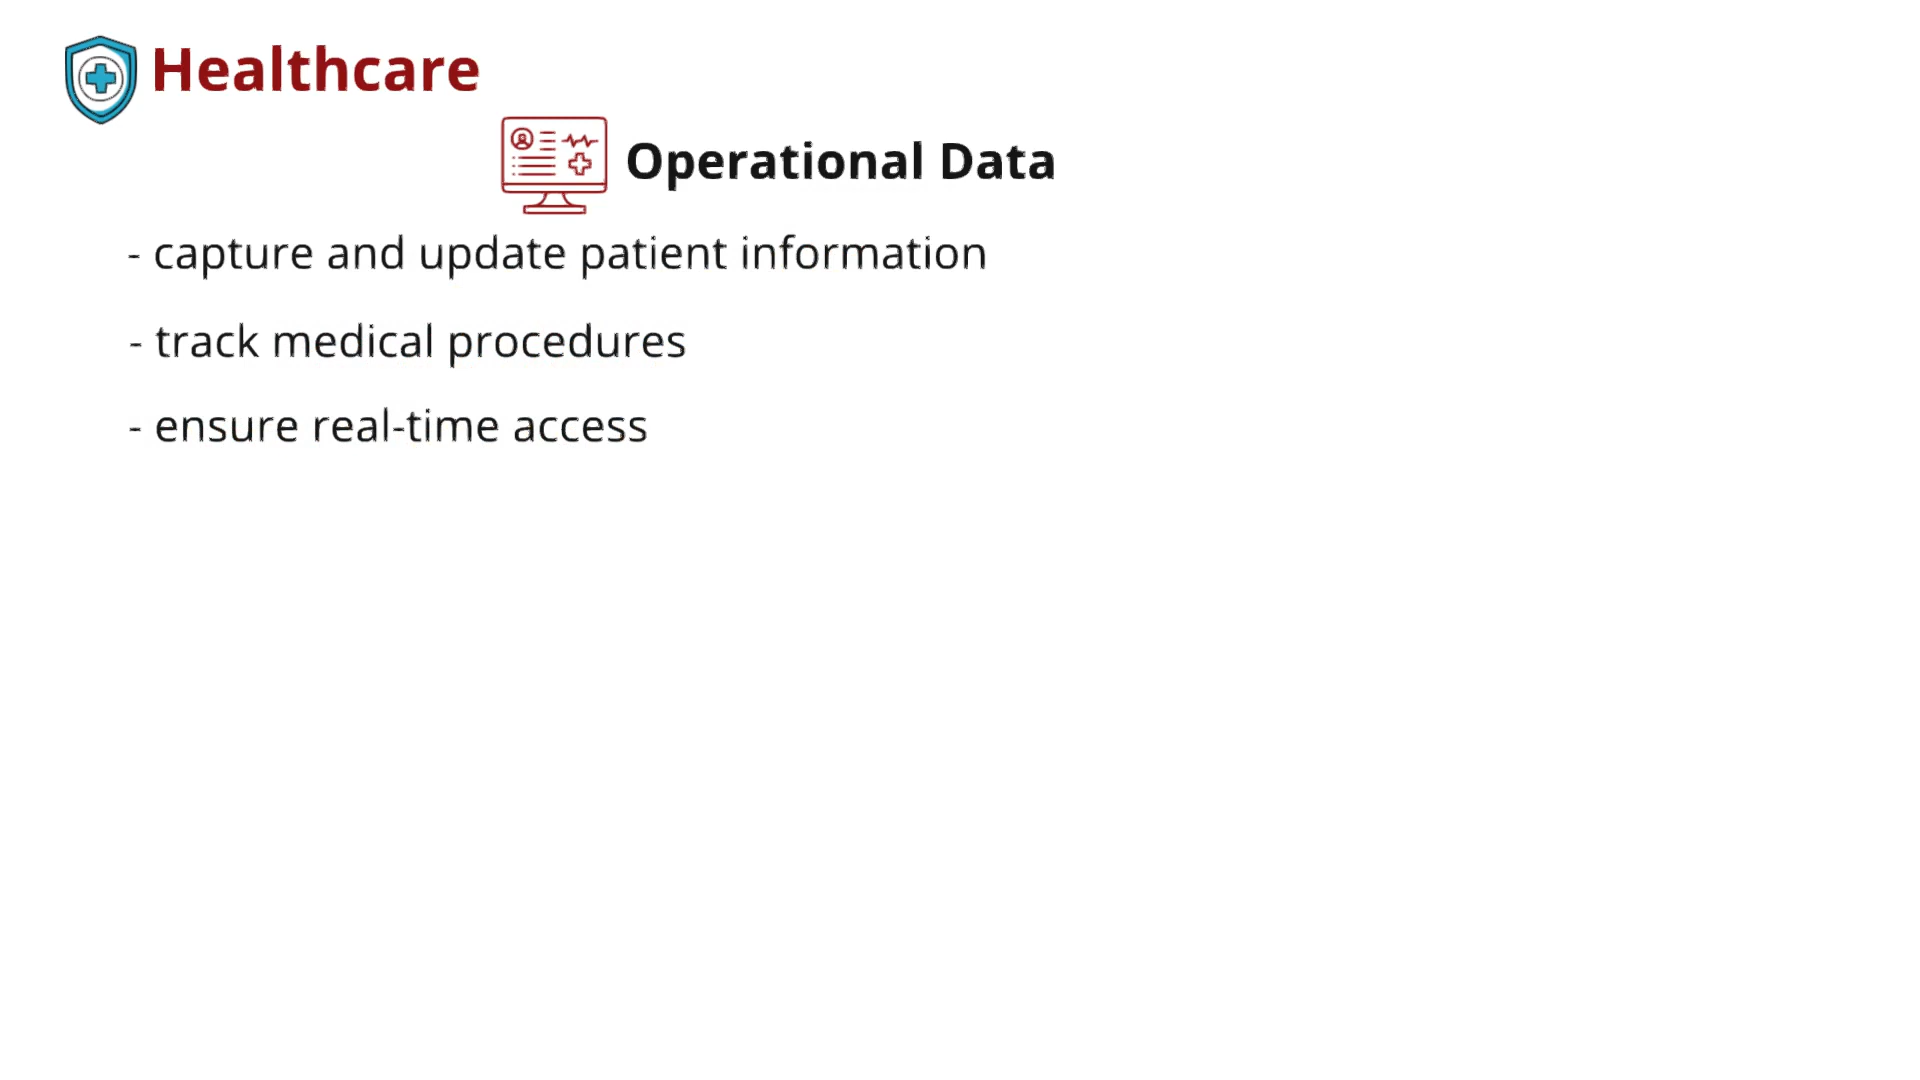 Healthcare
Operational Data
- capture and update patient information
- track medical procedures
- ensure real-time access